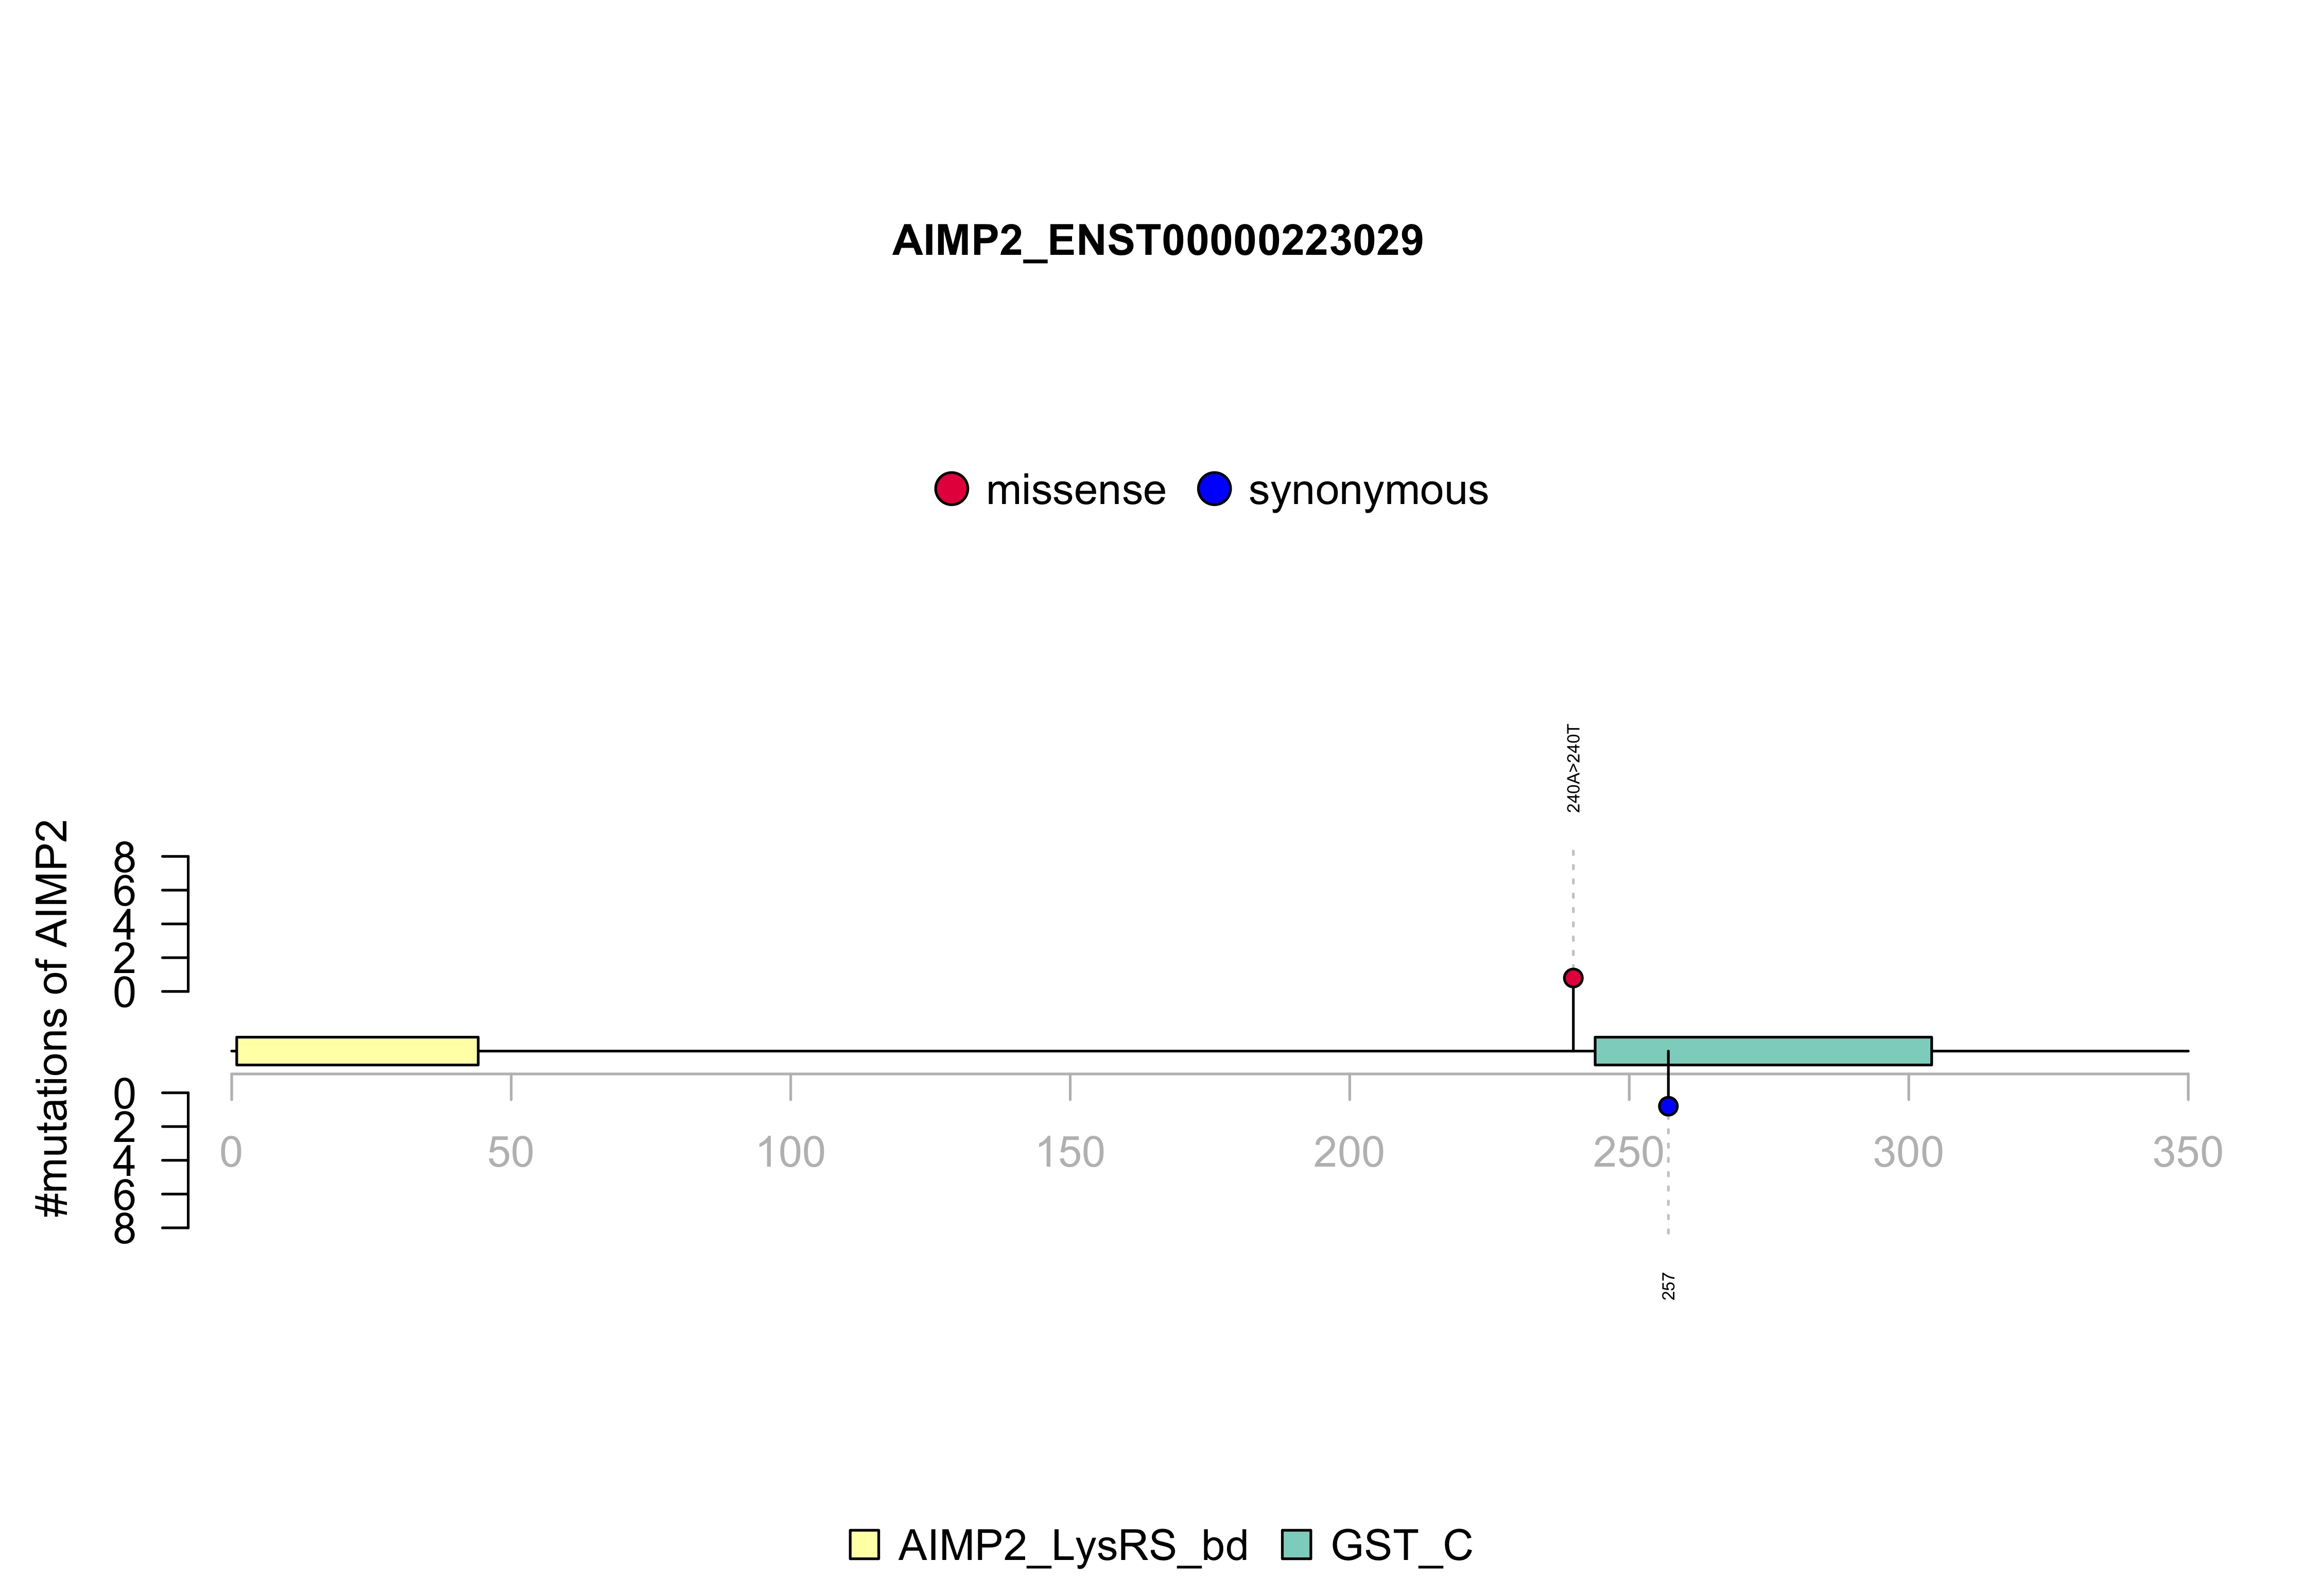 AIMP2_ENST00000223029
missense synonymous
240A>240T
#mutations of AIMP2
8
6
4
2
0
0
2
4
6
8
0 50 100 150 200 250 300 350
257
AIMP2_LysRS_bd GST_C